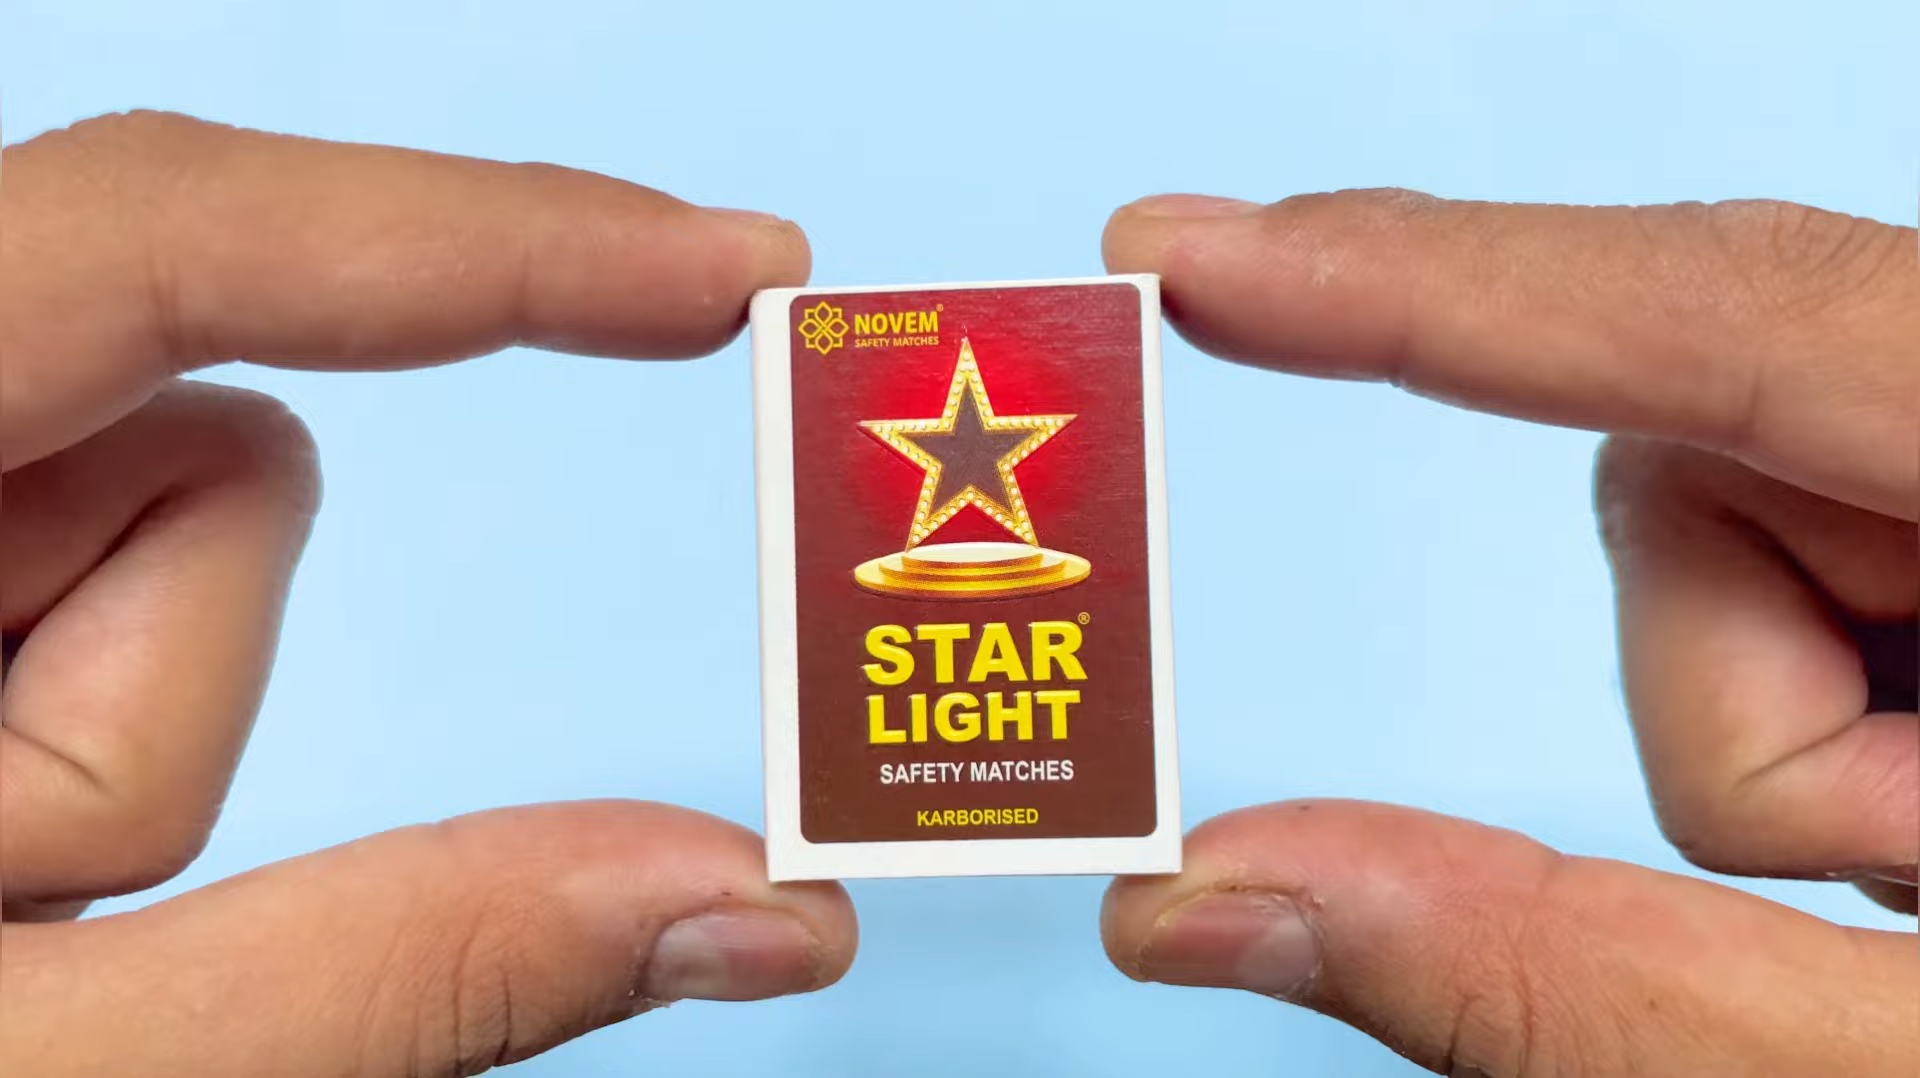 NOVEM®
SAFETY MATCHES
STAR®
LIGHT
SAFETY MATCHES
KARBORISED